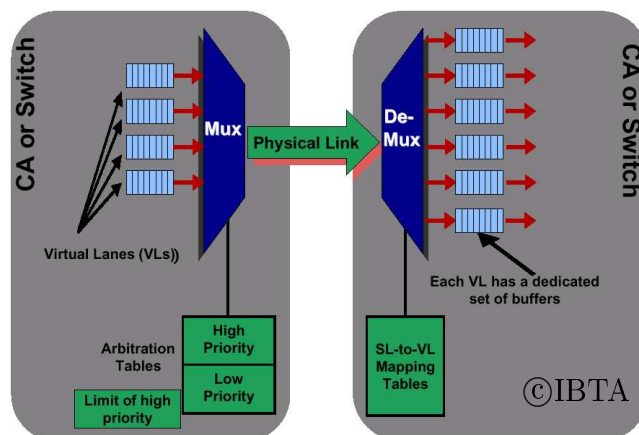 CA or Switch
Mux
Physical Link
De-
Mux
CA or Switch
Virtual Lanes (VLs))
Each VL has a dedicated
set of buffers
Arbitration
Tables
High
Priority
Low
Priority
Limit of high
priority
SL-to-VL
Mapping
Tables
©IBTA